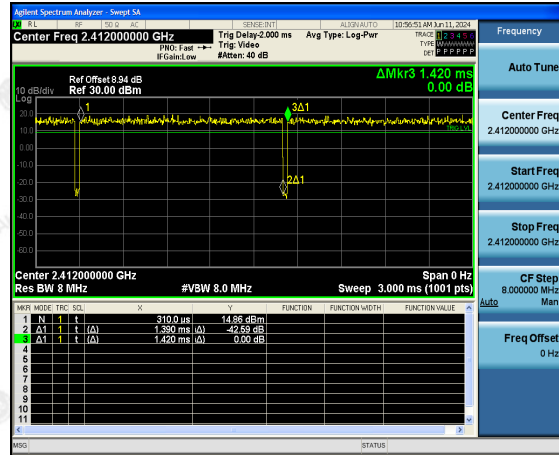 Agilent Spectrum Analyzer - Swept SA
RL RF 50 Ω AC SENSE:INT ALIGNAUTO 10:56:51 AM Jun 11, 2024
Center Freq 2.412000000 GHz
PNO: Fast
IFGain:Low
Trig Delay-2.000 ms
Trig: Video
#Atten: 40 dB
Avg Type: Log-Pwr
TRACE 1 2 3 4 5 6
TYPE WWWWWW
DET P P P P P P
Frequency
Auto Tune
Center Freq
2.412000000 GHz
Start Freq
2.412000000 GHz
Stop Freq
2.412000000 GHz
CF Step
8.000000 MHz
Auto Man
Freq Offset
0 Hz
ΔMkr3 1.420 ms
0.00 dB
Ref Offset 8.94 dB
10 dB/div Ref 30.00 dBm
Log
20.0
10.0
0.00
-10.0
-20.0
-30.0
-40.0
-50.0
-60.0
1
3Δ1
2Δ1
TRIG LVL
Center 2.412000000 GHz Span 0 Hz
Res BW 8 MHz #VBW 8.0 MHz Sweep 3.000 ms (1001 pts)
MKR MODE TRC SCL X Y FUNCTION FUNCTION WIDTH FUNCTION VALUE
1 N 1 t 310.0 µs 14.86 dBm
2 Δ1 1 t (Δ) 1.390 ms (Δ) -42.59 dB
3 Δ1 1 t (Δ) 1.420 ms (Δ) 0.00 dB
4
5
6
7
8
9
10
11
MSG STATUS